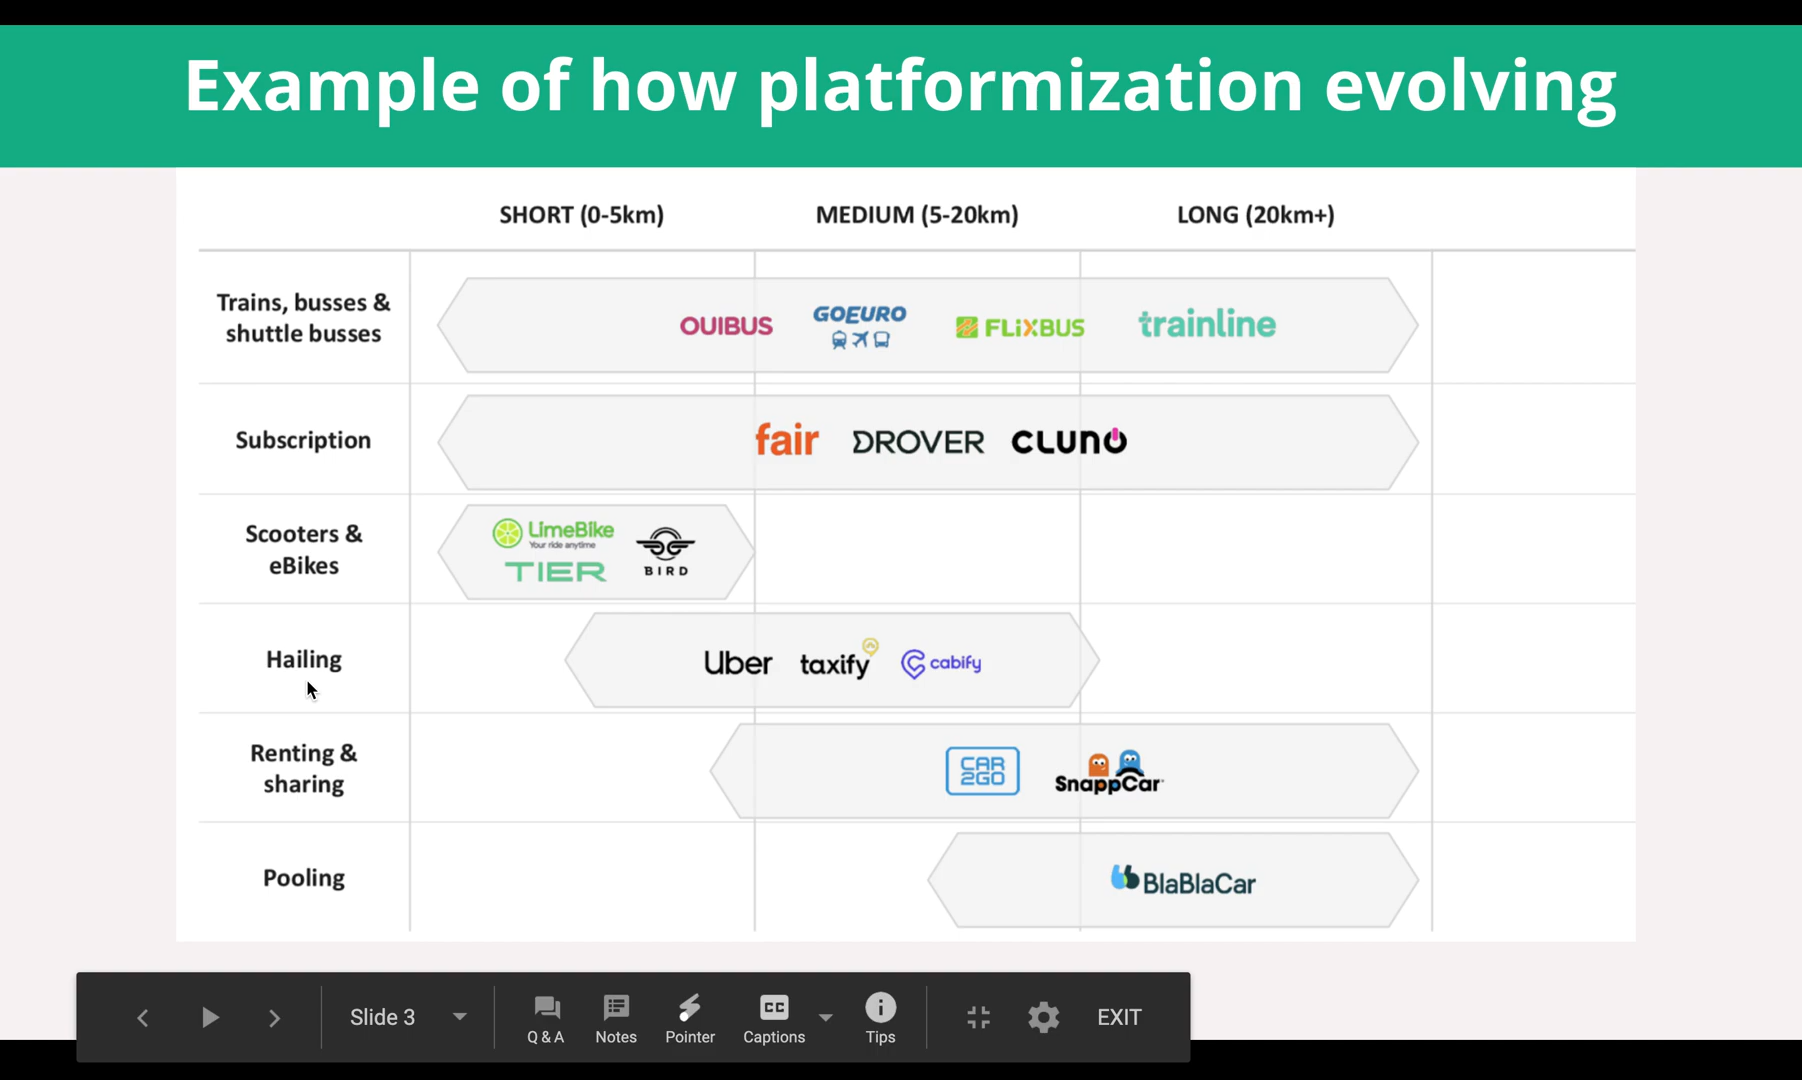 Example of how platformization evolving
SHORT (0-5km)
MEDIUM (5-20km)
LONG (20km+)
Trains, busses &
shuttle busses
OUIBUS
GOEURO
FLiXBUS
trainline
Subscription
fair
DROVER
CLUNO
Scooters &
eBikes
LimeBike
Your ride anytime
TIER
BIRD
Hailing
Uber
taxify
cabify
Renting &
sharing
CAR
2GO
SnappCar
Pooling
BlaBlaCar
Slide 3
Q & A
Notes
Pointer
CC
Captions
Tips
EXIT